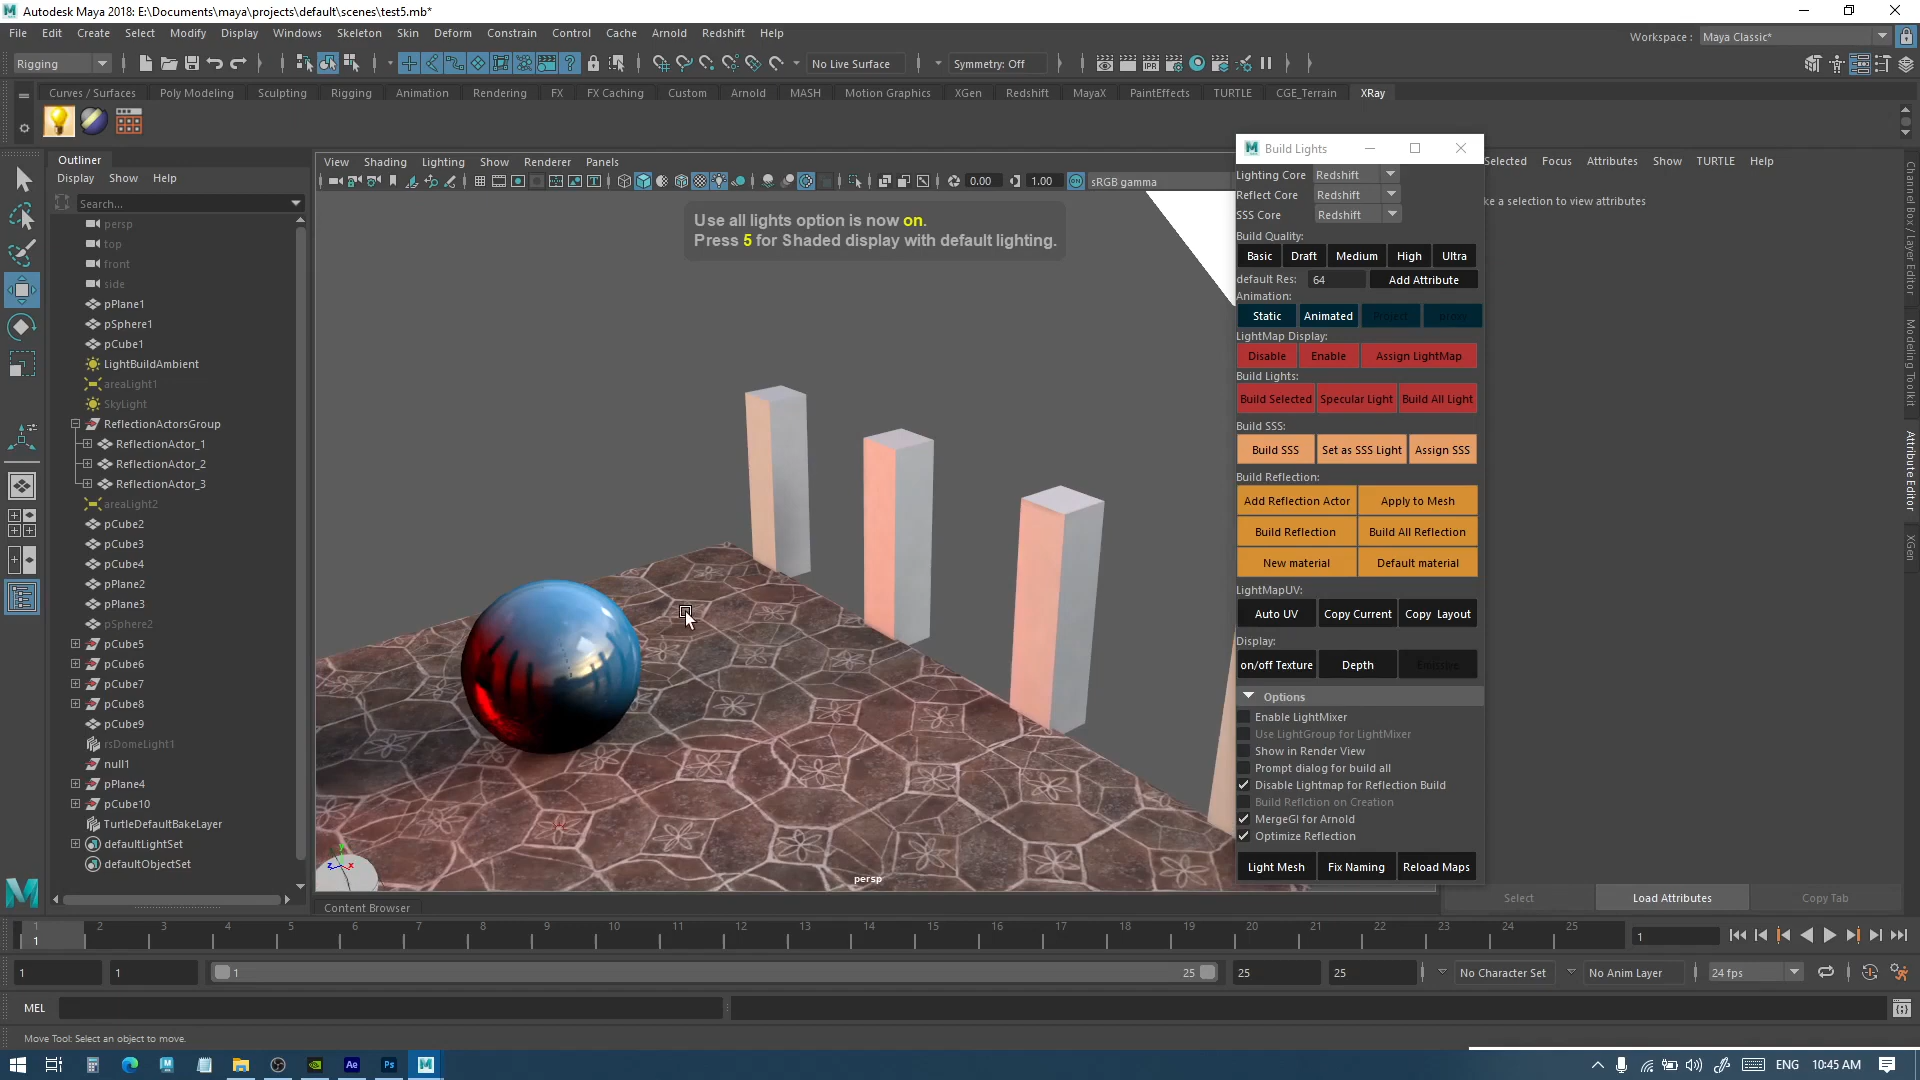 Autodesk Maya 2018: E:\Documents\maya\projects\default\scenes\test5.mb*
File Edit Create Select Modify Display Windows Skeleton Skin Deform Constrain Control Cache Arnold Redshift Help
Workspace : Maya Classic*
Rigging No Live Surface Symmetry: Off
Curves / Surfaces Poly Modeling Sculpting Rigging Animation Rendering FX FX Caching Custom Arnold MASH Motion Graphics XGen Redshift MayaX PaintEffects TURTLE CGE_Terrain XRay
Outliner
Display Show Help
Search...
persp
top
front
side
pPlane1
pSphere1
pCube1
LightBuildAmbient
areaLight1
SkyLight
ReflectionActorsGroup
ReflectionActor_1
ReflectionActor_2
ReflectionActor_3
areaLight2
pCube2
pCube3
pCube4
pPlane2
pPlane3
pSphere2
pCube5
pCube6
pCube7
pCube8
pCube9
rsDomeLight1
null1
pPlane4
pCube10
TurtleDefaultBakeLayer
defaultLightSet
defaultObjectSet
View Shading Lighting Show Renderer Panels
0.00 1.00 ON sRGB gamma
Use all lights option is now on.
Press 5 for Shaded display with default lighting.
y
z x
persp
Content Browser
Build Lights
Lighting Core Redshift
Reflect Core Redshift
SSS Core Redshift
Build Quality:
Basic Draft Medium High Ultra
default Res: 64 Add Attribute
Animation:
Static Animated Project
LightMap Display:
Disable Enable Assign LightMap
Build Lights:
Build Selected Specular Light Build All Light
Build SSS:
Build SSS Set as SSS Light Assign SSS
Build Reflection:
Add Reflection Actor Apply to Mesh
Build Reflection Build All Reflection
New material Default material
LightMapUV:
Auto UV Copy Current Copy Layout
Display:
on/off Texture Depth Emissive
Options
Enable LightMixer
Use LightGroup for LightMixer
Show in Render View
Prompt dialog for build all
Disable Lightmap for Reflection Build
Build Reflction on Creation
MergeGI for Arnold
Optimize Reflection
Light Mesh Fix Naming Reload Maps
Selected Focus Attributes Show TURTLE Help
ke a selection to view attributes
Select Load Attributes Copy Tab
Channel Box / Layer Editor
Modeling Toolkit
Attribute Editor
XGen
1 2 3 4 5 6 7 8 9 10 11 12 13 14 15 16 17 18 19 20 21 22 23 24 25
1 1
1 1 1 25 25 25 No Character Set No Anim Layer 24 fps
MEL
Move Tool: Select an object to move.
Ae Ps M ENG 10:45 AM